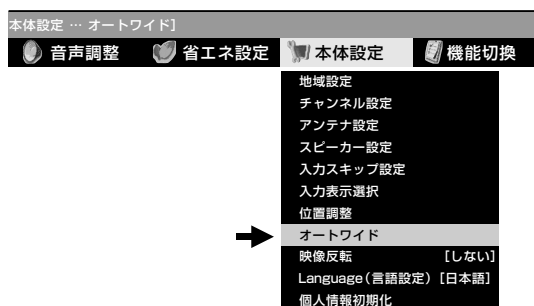 本体設定 … オートワイド]
音声調整 省エネ設定 本体設定 機能切換
地域設定
チャンネル設定
アンテナ設定
スピーカー設定
入力スキップ設定
入力表示選択
位置調整
オートワイド
映像反転 [しない]
Language(言語設定) [日本語]
個人情報初期化